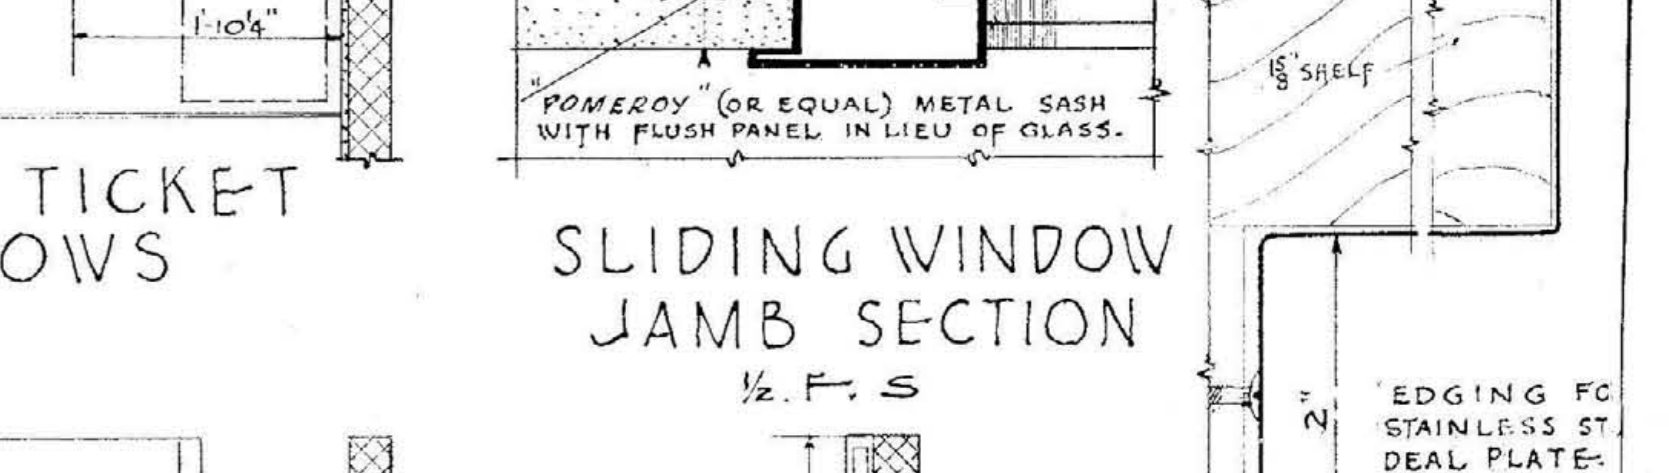 1'-10¼"
"POMEROY" (OR EQUAL) METAL SASH
WITH FLUSH PANEL IN LIEU OF GLASS.
1⅝" SHELF
TICKET
OWS
SLIDING WINDOW
JAMB SECTION
½. F. S
2"
EDGING FO
STAINLESS ST.
DEAL PLATE.